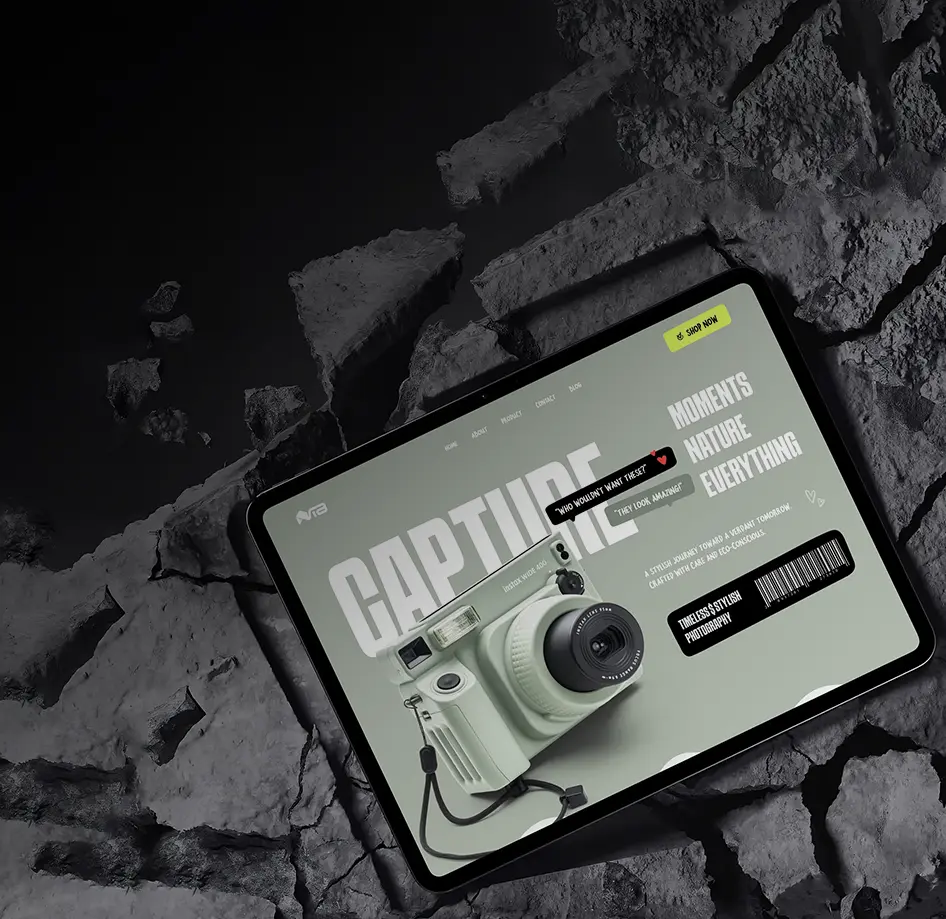 SHOP NOW
HOME
ABOUT
PRODUCT
CONTACT
BLOG
MOMENTS
NATURE
EVERYTHING
CAPTURE
"WHO WOULDN'T WANT THESE?"
"THEY LOOK AMAZING!"
A STYLISH JOURNEY TOWARD A VERDANT TOMORROW.
CRAFTED WITH CARE AND ECO-CONSCIOUS.
TIMELESS $ STYLISH
PHOTOGRAPHY
instax WIDE 400